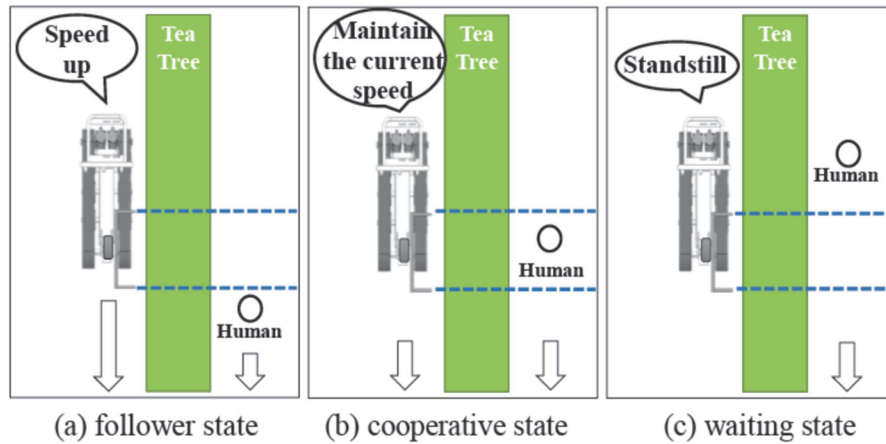 Speed
up
Tea
Tree
Human
Maintain
the current
speed
Tea
Tree
Human
Standstill
Tea
Tree
Human
(a) follower state
(b) cooperative state
(c) waiting state